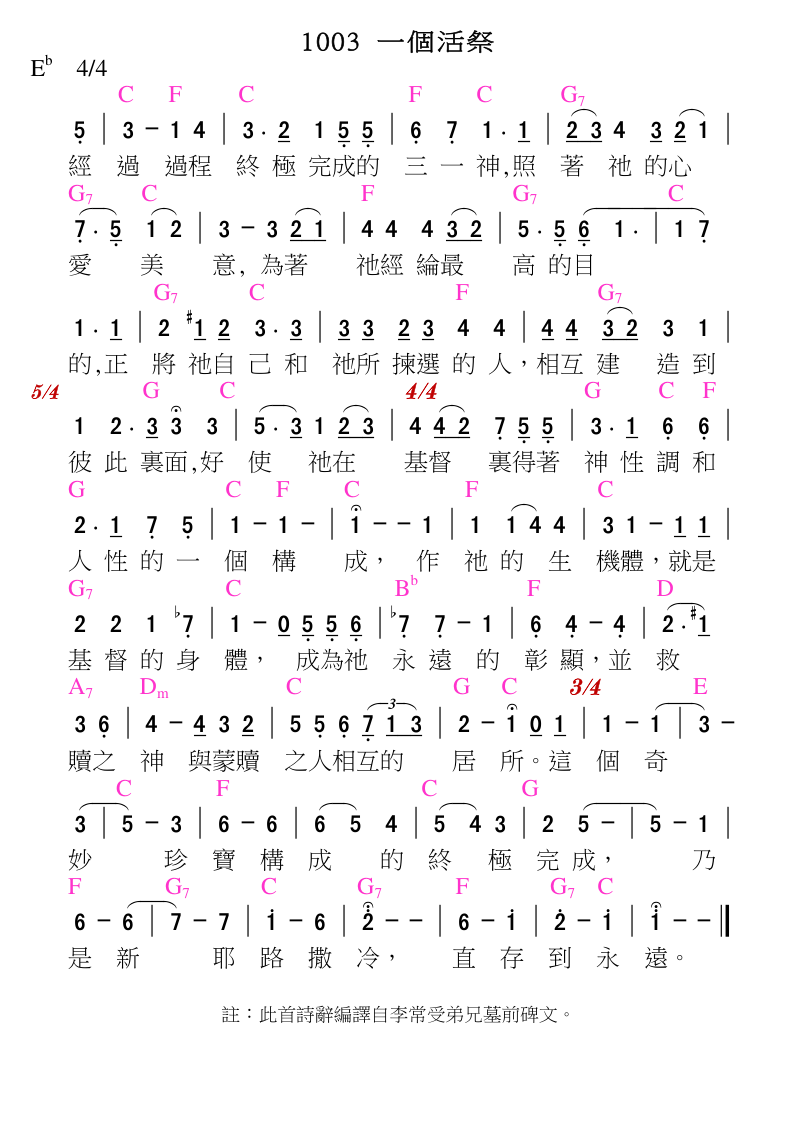 1003 一個活祭
E♭ 4/4
C F C F C G7
5 | 3 – 1 4 | 3 . 2 1 5 5 | 6 7 1 . 1 | 2 3 4 3 2 1 |
經 過 過程 終 極 完成的 三 一 神,照 著 祂 的心
G7 C F G7 C
7 . 5 1 2 | 3 – 3 2 1 | 4 4 4 3 2 | 5 . 5 6 1 . | 1 7
愛 美 意, 為著 祂經 綸最 高 的目
G7 C F G7
1 . 1 | 2 #1 2 3 . 3 | 3 3 2 3 4 4 | 4 4 3 2 3 1 |
的,正 將 祂自 己 和 祂所 揀選 的 人,相互 建 造 到
5/4 G C 4/4 G C F
1 2 . 3 3 3 | 5 . 3 1 2 3 | 4 4 2 7 5 5 | 3 . 1 6 6 |
彼 此 裏面,好 使 祂在 基督 裏得著 神 性 調 和
G C F C F C
2 . 1 7 5 | 1 – 1 – | 1 – – 1 | 1 1 4 4 | 3 1 – 1 1 |
人 性 的 一 個 構 成, 作 祂 的 生 機體,就是
G7 C B♭ F D
2 2 1 ♭7 | 1 – 0 5 5 6 | ♭7 7 – 1 | 6 4 – 4 | 2 . #1
基 督 的 身 體, 成為祂 永 遠 的 彰 顯,並 救
A7 Dm C G C 3/4 E
3 6 | 4 – 4 3 2 | 5 5 6 7 1 3 3 | 2 – 1 0 1 | 1 – 1 | 3 –
贖之 神 與蒙贖 之人相互的 居 所。這 個 奇
C F C G
3 | 5 – 3 | 6 – 6 | 6 5 4 | 5 4 3 | 2 5 – | 5 – 1 |
妙 珍 寶 構 成 的 終 極 完 成, 乃
F G7 C G7 F G7 C
6 – 6 | 7 – 7 | 1 – 6 | 2 – – | 6 – 1 | 2 – 1 | 1 – – ‖
是 新 耶 路 撒 冷, 直 存 到 永 遠。
註：此首詩辭編譯自李常受弟兄墓前碑文。